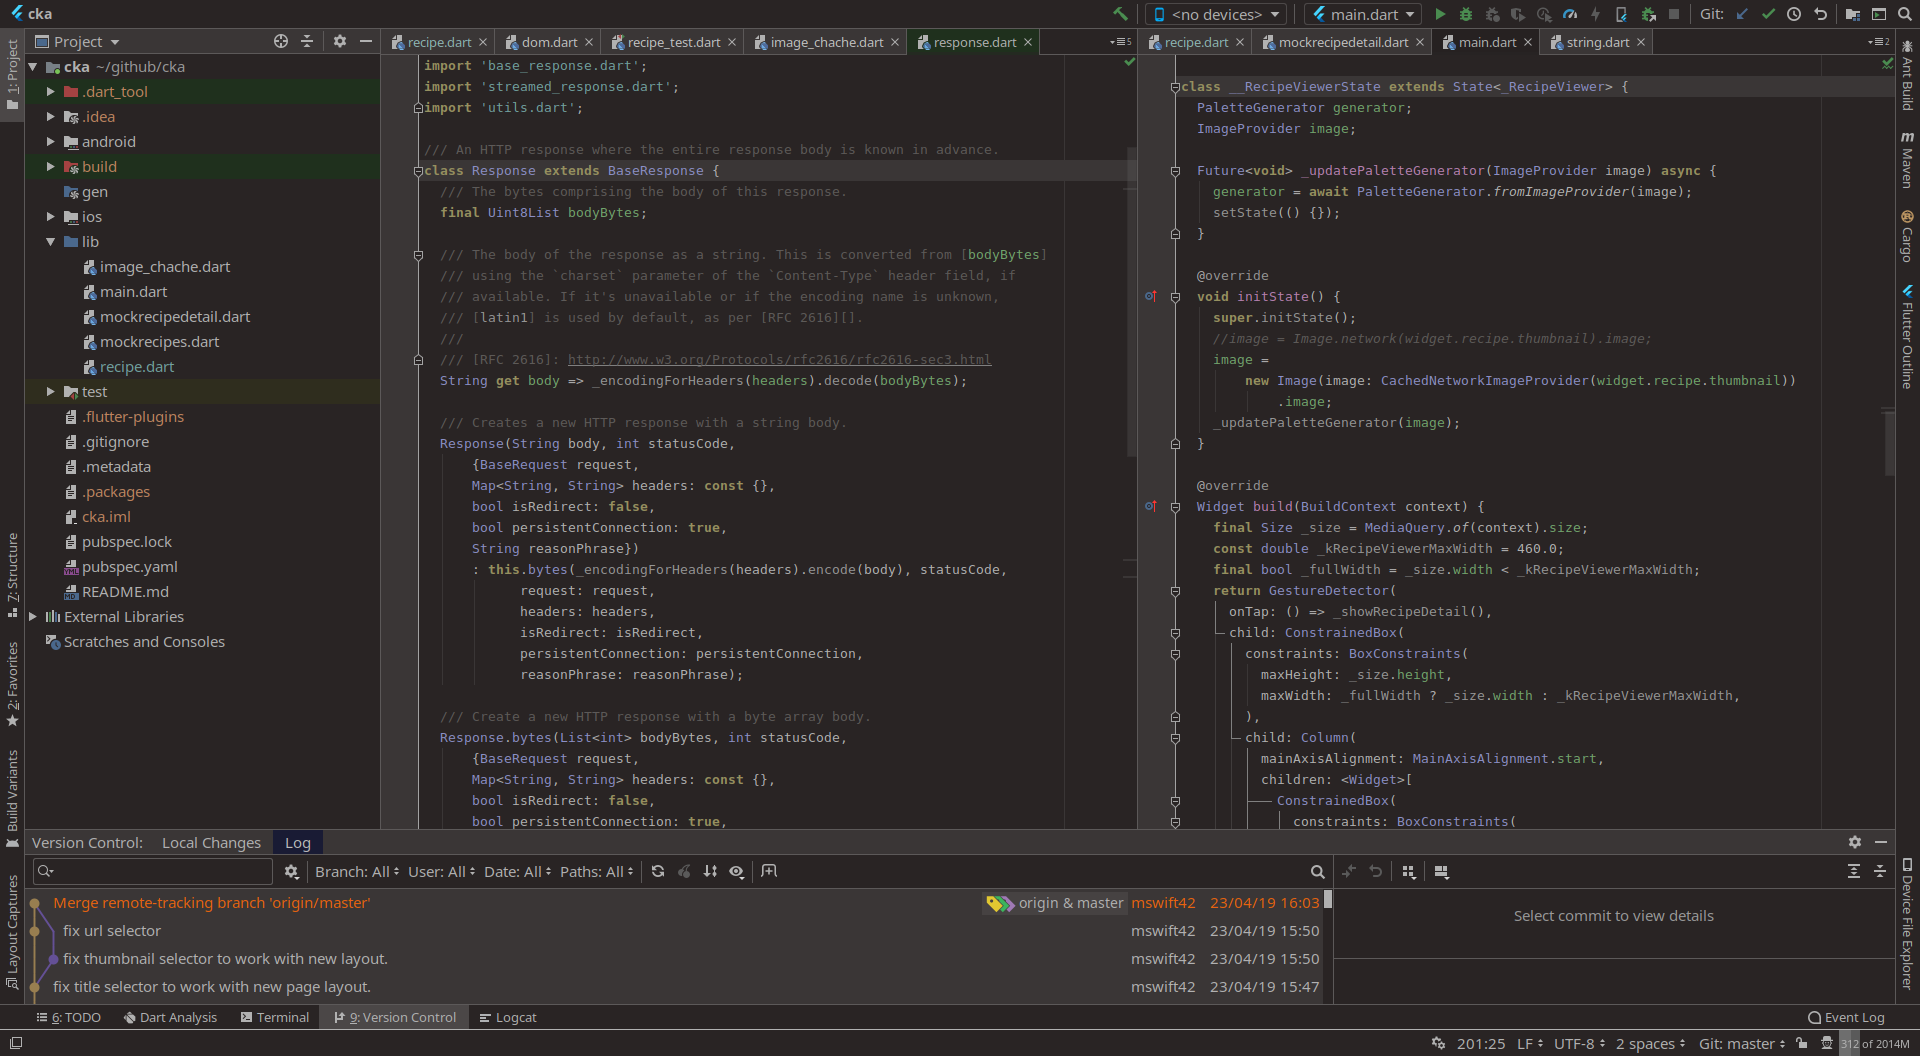 cka
<no devices>
main.dart
Git:
1: Project
7: Structure
2: Favorites
Build Variants
Layout Captures
Project
cka ~/github/cka
.dart_tool
.idea
android
build
gen
ios
lib
image_chache.dart
main.dart
mockrecipedetail.dart
mockrecipes.dart
recipe.dart
test
.flutter-plugins
.gitignore
.metadata
.packages
cka.iml
pubspec.lock
pubspec.yaml
README.md
External Libraries
Scratches and Consoles
recipe.dart
dom.dart
recipe_test.dart
image_chache.dart
response.dart
5
import 'base_response.dart';
import 'streamed_response.dart';
import 'utils.dart';
/// An HTTP response where the entire response body is known in advance.
class Response extends BaseResponse {
/// The bytes comprising the body of this response.
final Uint8List bodyBytes;
/// The body of the response as a string. This is converted from [bodyBytes]
/// using the `charset` parameter of the `Content-Type` header field, if
/// available. If it's unavailable or if the encoding name is unknown,
/// [latin1] is used by default, as per [RFC 2616][].
///
/// [RFC 2616]: http://www.w3.org/Protocols/rfc2616/rfc2616-sec3.html
String get body => _encodingForHeaders(headers).decode(bodyBytes);
/// Creates a new HTTP response with a string body.
Response(String body, int statusCode,
{BaseRequest request,
Map<String, String> headers: const {},
bool isRedirect: false,
bool persistentConnection: true,
String reasonPhrase})
: this.bytes(_encodingForHeaders(headers).encode(body), statusCode,
request: request,
headers: headers,
isRedirect: isRedirect,
persistentConnection: persistentConnection,
reasonPhrase: reasonPhrase);
/// Create a new HTTP response with a byte array body.
Response.bytes(List<int> bodyBytes, int statusCode,
{BaseRequest request,
Map<String, String> headers: const {},
bool isRedirect: false,
bool persistentConnection: true,
recipe.dart
mockrecipedetail.dart
main.dart
string.dart
2
class __RecipeViewerState extends State<_RecipeViewer> {
PaletteGenerator generator;
ImageProvider image;
Future<void> _updatePaletteGenerator(ImageProvider image) async {
generator = await PaletteGenerator.fromImageProvider(image);
setState(() {});
}
@override
void initState() {
super.initState();
//image = Image.network(widget.recipe.thumbnail).image;
image =
new Image(image: CachedNetworkImageProvider(widget.recipe.thumbnail))
.image;
_updatePaletteGenerator(image);
}
@override
Widget build(BuildContext context) {
final Size _size = MediaQuery.of(context).size;
const double _kRecipeViewerMaxWidth = 460.0;
final bool _fullWidth = _size.width < _kRecipeViewerMaxWidth;
return GestureDetector(
onTap: () => _showRecipeDetail(),
child: ConstrainedBox(
constraints: BoxConstraints(
maxHeight: _size.height,
maxWidth: _fullWidth ? _size.width : _kRecipeViewerMaxWidth,
),
child: Column(
mainAxisAlignment: MainAxisAlignment.start,
children: <Widget>[
ConstrainedBox(
constraints: BoxConstraints(
Ant Build
m Maven
Cargo
Flutter Outline
Device File Explorer
Version Control: Local Changes Log
Branch: All User: All Date: All Paths: All
Merge remote-tracking branch 'origin/master' origin & master mswift42 23/04/19 16:03
fix url selector mswift42 23/04/19 15:50
fix thumbnail selector to work with new layout. mswift42 23/04/19 15:50
fix title selector to work with new page layout. mswift42 23/04/19 15:47
Select commit to view details
6: TODO Dart Analysis Terminal 9: Version Control Logcat Event Log
201:25 LF UTF-8 2 spaces Git: master 312 of 2014M